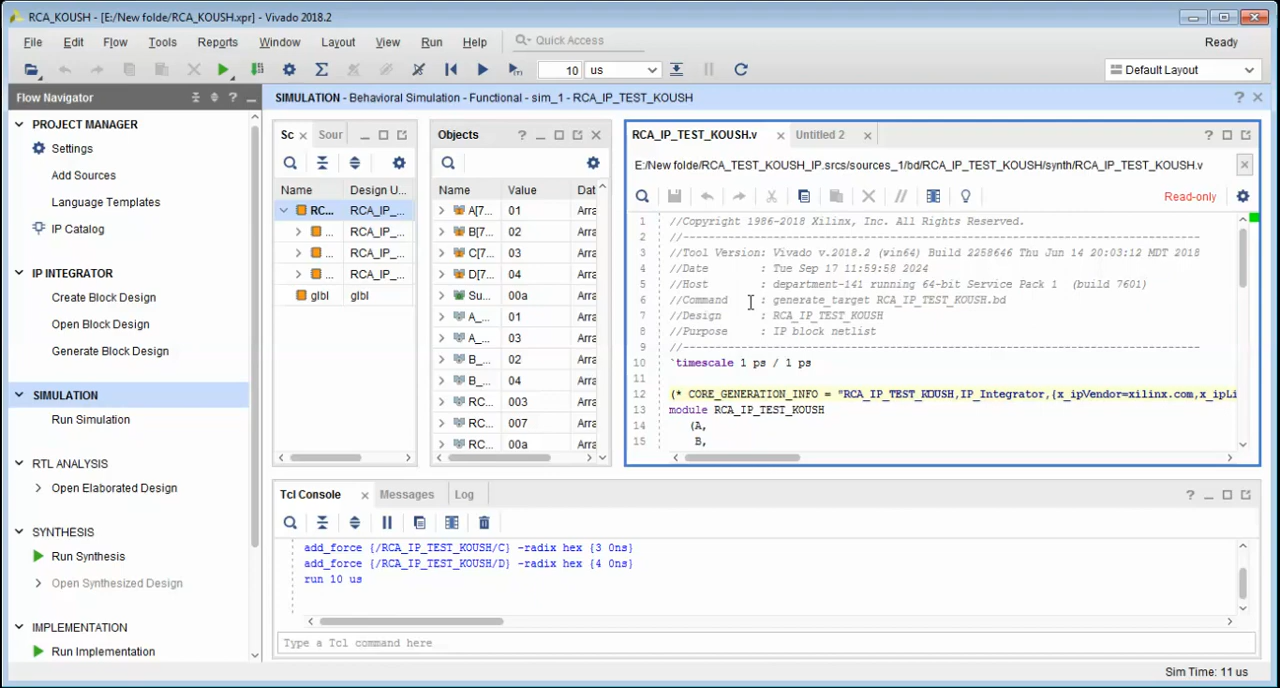 RCA_KOUSH - [E:/New folde/RCA_KOUSH.xpr] - Vivado 2018.2
File Edit Flow Tools Reports Window Layout View Run Help Quick Access Ready
10 us Default Layout
Flow Navigator
SIMULATION - Behavioral Simulation - Functional - sim_1 - RCA_IP_TEST_KOUSH
PROJECT MANAGER
Settings
Add Sources
Language Templates
IP Catalog
IP INTEGRATOR
Create Block Design
Open Block Design
Generate Block Design
SIMULATION
Run Simulation
RTL ANALYSIS
Open Elaborated Design
SYNTHESIS
Run Synthesis
Open Synthesized Design
IMPLEMENTATION
Run Implementation
Sc Sour
Name Design U...
RC... RCA_IP_...
... RCA_IP_...
... RCA_IP_...
... RCA_IP_...
glbl glbl
Objects
Name Value Dat
A[7... 01 Arra
B[7... 02 Arra
C[7... 03 Arra
D[7... 04 Arra
Su... 00a Arra
A_... 01 Arra
A_... 03 Arra
B_... 02 Arra
B_... 04 Arra
RC... 003 Arra
RC... 007 Arra
RC... 00a Arra
RCA_IP_TEST_KOUSH.v Untitled 2
E:/New folde/RCA_TEST_KOUSH_IP.srcs/sources_1/bd/RCA_IP_TEST_KOUSH/synth/RCA_IP_TEST_KOUSH.v
Read-only
1 //Copyright 1986-2018 Xilinx, Inc. All Rights Reserved.
2 //--------------------------------------------------------------------------------
3 //Tool Version: Vivado v.2018.2 (win64) Build 2258646 Thu Jun 14 20:03:12 MDT 2018
4 //Date : Tue Sep 17 11:59:58 2024
5 //Host : department-141 running 64-bit Service Pack 1 (build 7601)
6 //Command : generate_target RCA_IP_TEST_KOUSH.bd
7 //Design : RCA_IP_TEST_KOUSH
8 //Purpose : IP block netlist
9 //--------------------------------------------------------------------------------
10 `timescale 1 ps / 1 ps
11
12 (* CORE_GENERATION_INFO = "RCA_IP_TEST_KOUSH,IP_Integrator,{x_ipVendor=xilinx.com,x_ipLi
13 module RCA_IP_TEST_KOUSH
14 (A,
15 B,
Tcl Console Messages Log
add_force {/RCA_IP_TEST_KOUSH/C} -radix hex {3 0ns}
add_force {/RCA_IP_TEST_KOUSH/D} -radix hex {4 0ns}
run 10 us
Type a Tcl command here
Sim Time: 11 us